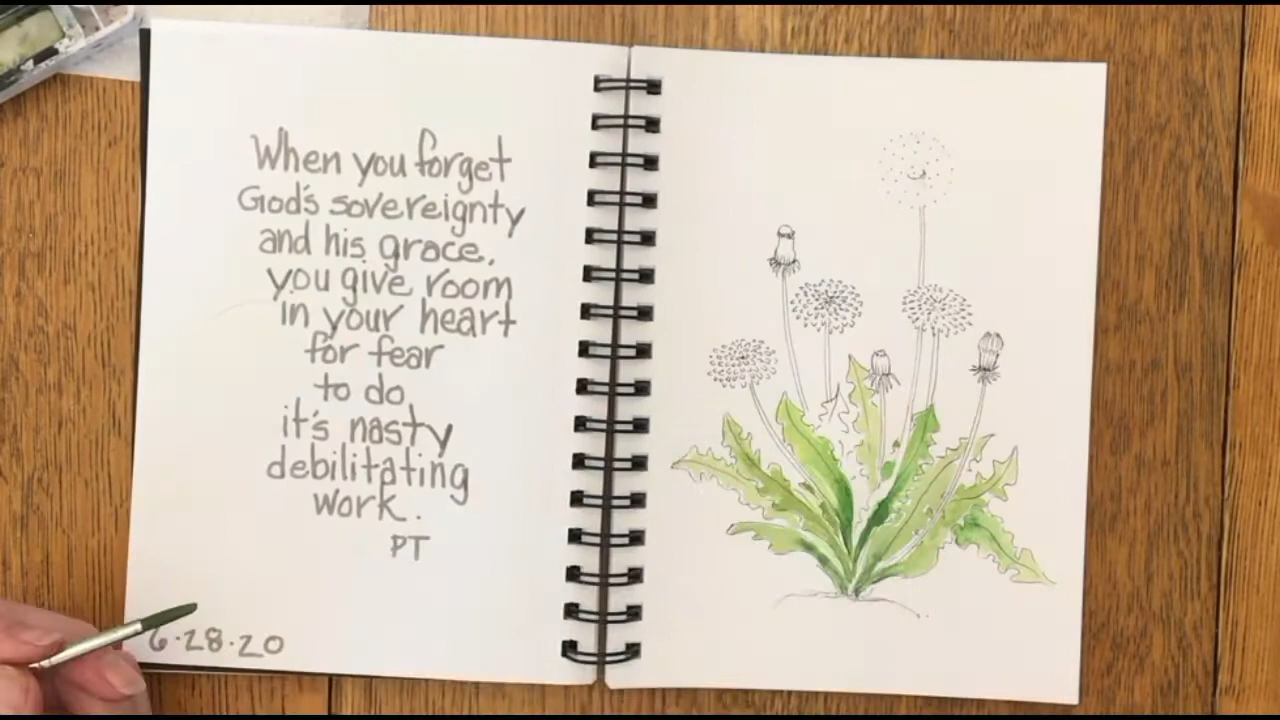 When you forget
God's sovereignty
and his grace,
you give room
in your heart
for fear
to do
it's nasty
debilitating
work.
PT
6.28.20